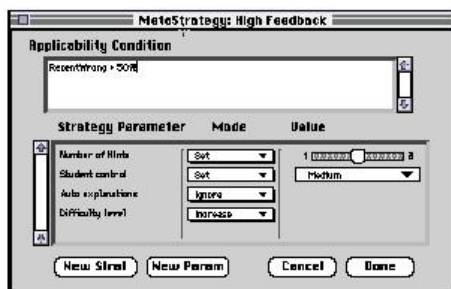 MetaStrategy: High Feedback
Applicability Condition
RecentWrong > 50%
Strategy Parameter Mode Value
Number of Hints Set 1 8
Student control Set Medium
Auto explanations Ignore
Difficulty level Increase
New Strat New Param Cancel Done